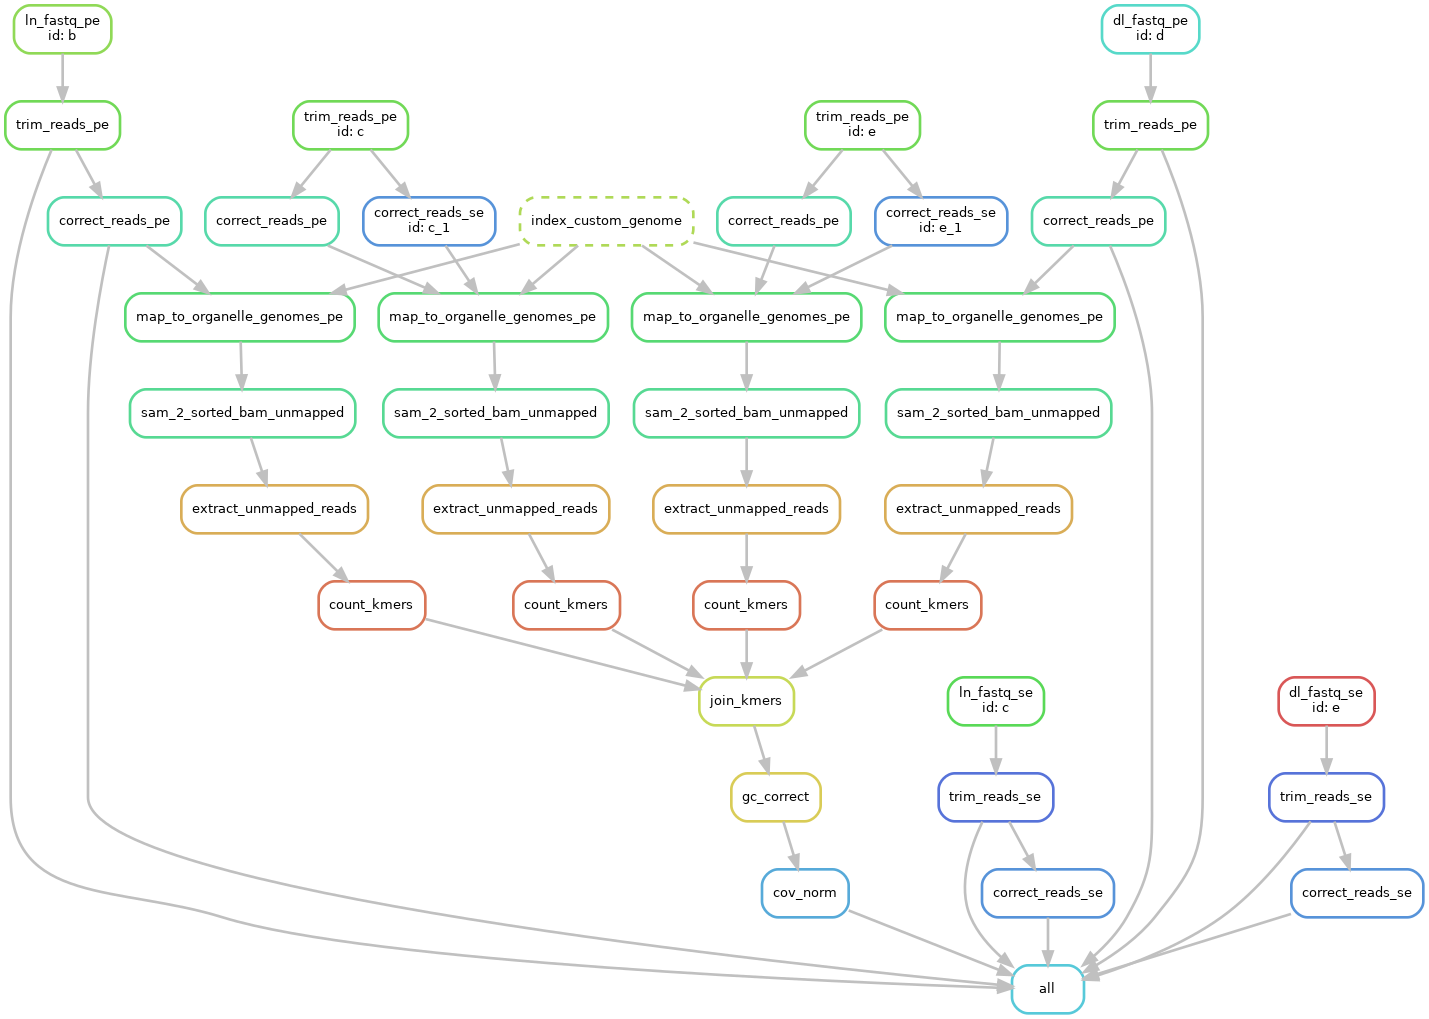 ln_fastq_pe
id: b
dl_fastq_pe
id: d
trim_reads_pe
trim_reads_pe
id: c
trim_reads_pe
id: e
trim_reads_pe
correct_reads_pe
correct_reads_pe
correct_reads_se
id: c_1
index_custom_genome
correct_reads_pe
correct_reads_se
id: e_1
correct_reads_pe
map_to_organelle_genomes_pe
map_to_organelle_genomes_pe
map_to_organelle_genomes_pe
map_to_organelle_genomes_pe
sam_2_sorted_bam_unmapped
sam_2_sorted_bam_unmapped
sam_2_sorted_bam_unmapped
sam_2_sorted_bam_unmapped
extract_unmapped_reads
extract_unmapped_reads
extract_unmapped_reads
extract_unmapped_reads
count_kmers
count_kmers
count_kmers
count_kmers
join_kmers
ln_fastq_se
id: c
dl_fastq_se
id: e
gc_correct
trim_reads_se
trim_reads_se
cov_norm
correct_reads_se
correct_reads_se
all